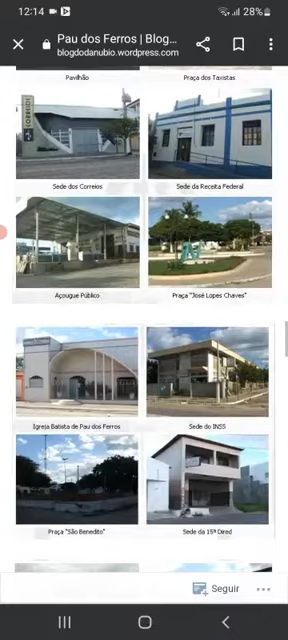 12:14
28%
Pau dos Ferros | Blog...
blogdodanubio.wordpress.com
Pavilhão
Praça dos Taxistas
CORREIOS
Sede dos Correios
Sede da Receita Federal
Açougue Público
Praça "José Lopes Chaves"
Igreja Batista de Pau dos Ferros
Sede do INSS
Praça "São Benedito"
Sede da 15ª Dired
Seguir